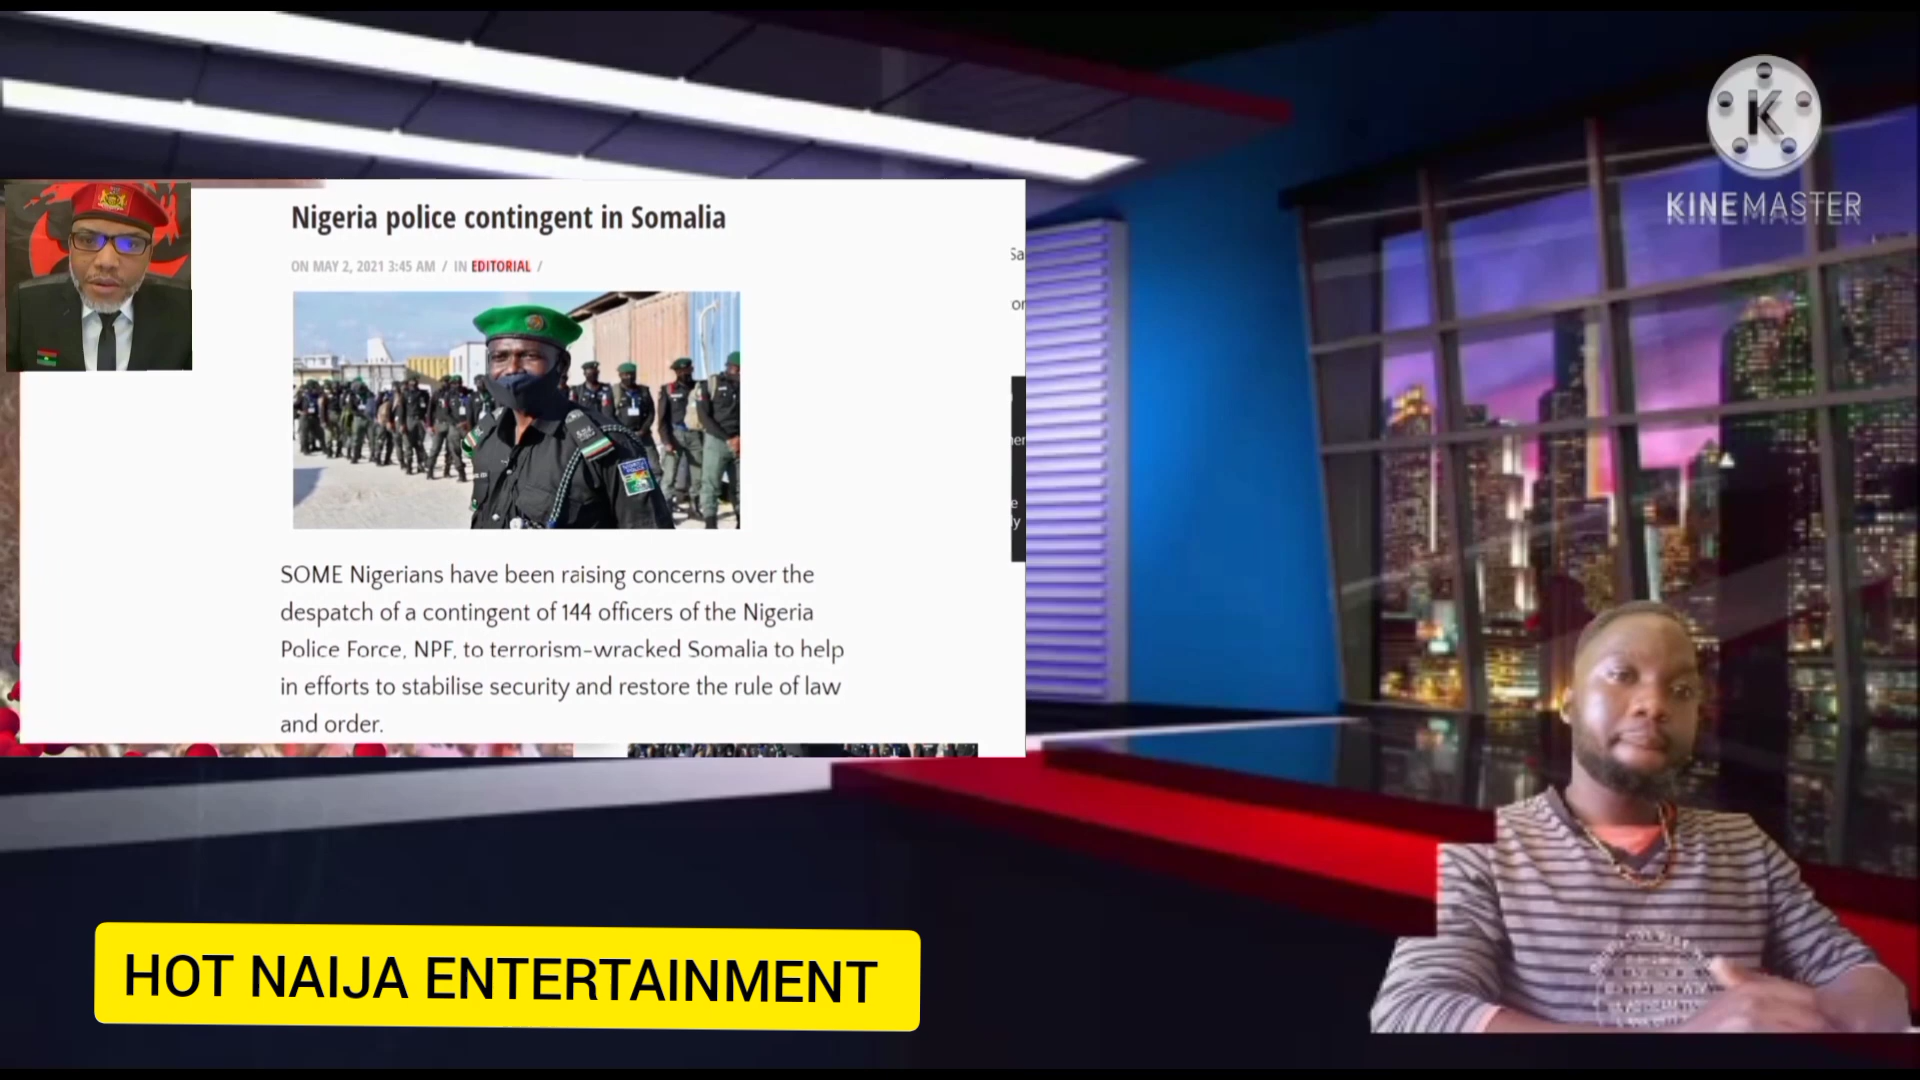 K
KINEMASTER
Nigeria police contingent in Somalia
ON MAY 2, 2021 3:45 AM / IN EDITORIAL /
SOME Nigerians have been raising concerns over the
despatch of a contingent of 144 officers of the Nigeria
Police Force, NPF, to terrorism-wracked Somalia to help
in efforts to stabilise security and restore the rule of law
and order.
HOT NAIJA ENTERTAINMENT